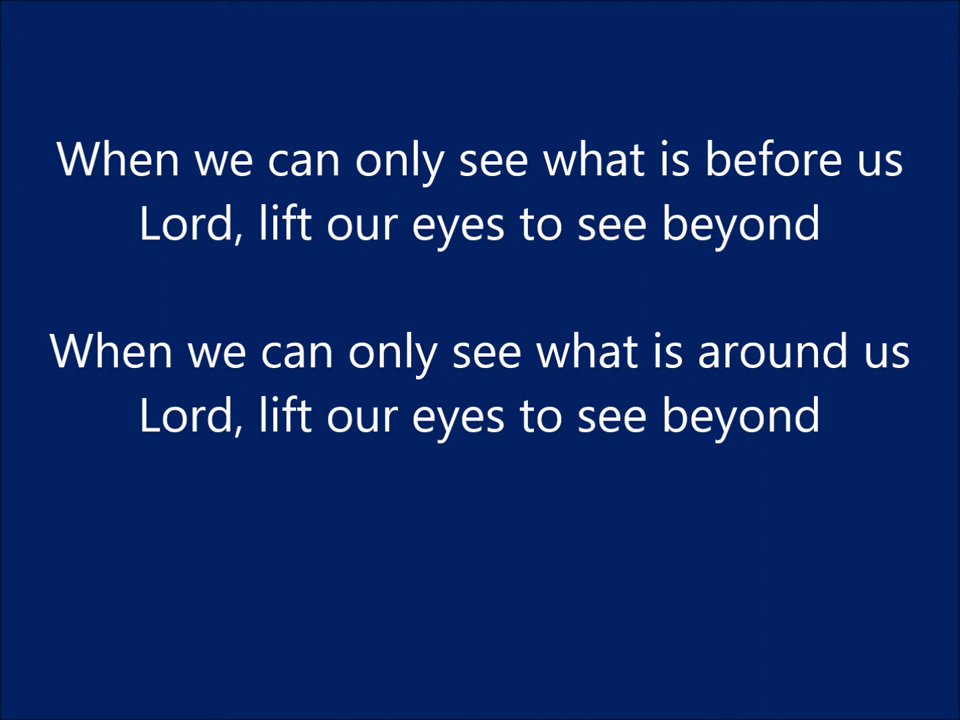 When we can only see what is before us
Lord, lift our eyes to see beyond
When we can only see what is around us
Lord, lift our eyes to see beyond